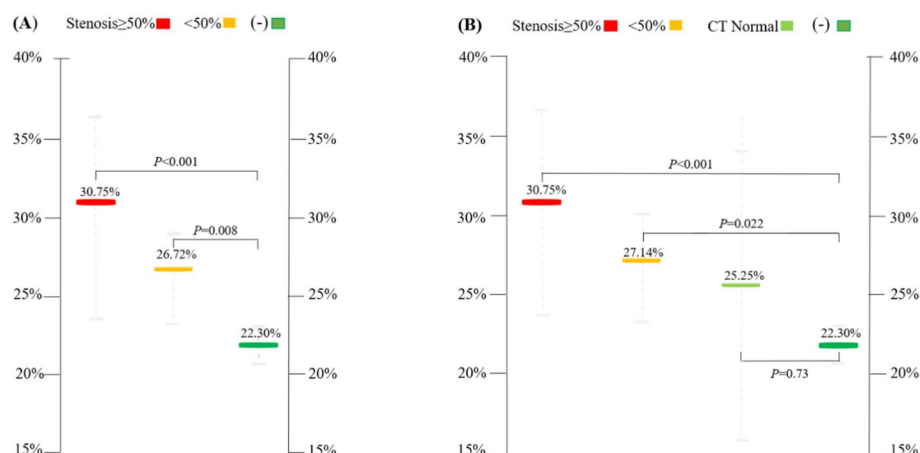 (A) Stenosis≥50% <50% (-)
40% 40%
35% 35%
P<0.001
30.75%
30% 30%
P=0.008
26.72%
25% 25%
22.30%
20% 20%
15% 15%
(B) Stenosis≥50% <50% CT Normal (-)
40% 40%
35% 35%
P<0.001
30.75%
30% 30%
P=0.022
27.14%
25.25%
25% 25%
22.30%
20% 20%
P=0.73
15% 15%